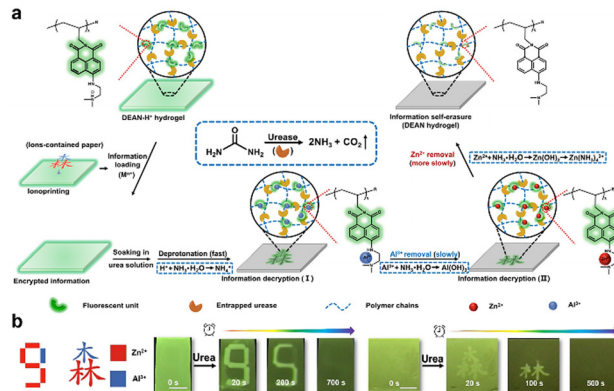 a
DEAN-H⁺ hydrogel
Information self-erasure
(DEAN hydrogel)
(Ions-contained paper)
Information
loading
(Mⁿ⁺)
Ionoprinting
Urease
2NH₃ + CO₂↑
H₂N
NH₂
Zn²⁺ removal
(more slowly)
Zn²⁺+NH₃·H₂O→Zn(OH)₂→Zn(NH₃)₄²⁺
Encrypted information
Soaking in
urea solution
Deprotonation (fast)
H⁺+NH₃·H₂O→NH₄⁺
Information decryption (I)
Al³⁺ removal (slowly)
Al³⁺+NH₃·H₂O→Al(OH)₃
Information decryption (II)
Fluorescent unit
Entrapped urease
Polymer chains
Zn²⁺
Al³⁺
b
9
木
林
Zn²⁺
Al³⁺
0 s
Urea
20 s
280 s
700 s
0 s
Urea
20 s
100 s
500 s